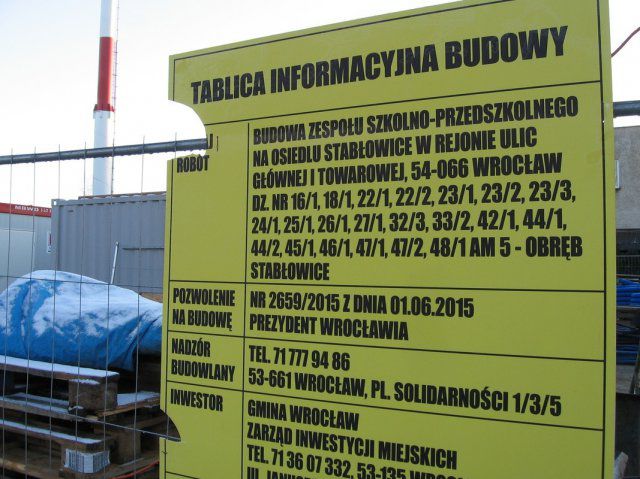 TABLICA INFORMACYJNA BUDOWY
ROBÓT
BUDOWA ZESPOŁU SZKOLNO-PRZEDSZKOLNEGO
NA OSIEDLU STABŁOWICE W REJONIE ULIC
GŁÓWNEJ I TOWAROWEJ, 54-066 WROCŁAW
DZ. NR 16/1, 18/1, 22/1, 22/2, 23/1, 23/2, 23/3,
24/1, 25/1, 26/1, 27/1, 32/3, 33/2, 42/1, 44/1,
44/2, 45/1, 46/1, 47/1, 47/2, 48/1 AM 5 - OBRĘB
STABŁOWICE
POZWOLENIE
NA BUDOWĘ
NR 2659/2015 Z DNIA 01.06.2015
PREZYDENT WROCŁAWIA
NADZÓR
BUDOWLANY
TEL. 71 777 94 86
53-661 WROCŁAW, PL. SOLIDARNOŚCI 1/3/5
INWESTOR
GMINA WROCŁAW
ZARZĄD INWESTYCJI MIEJSKICH
TEL. 71 36 07 332, 53-135